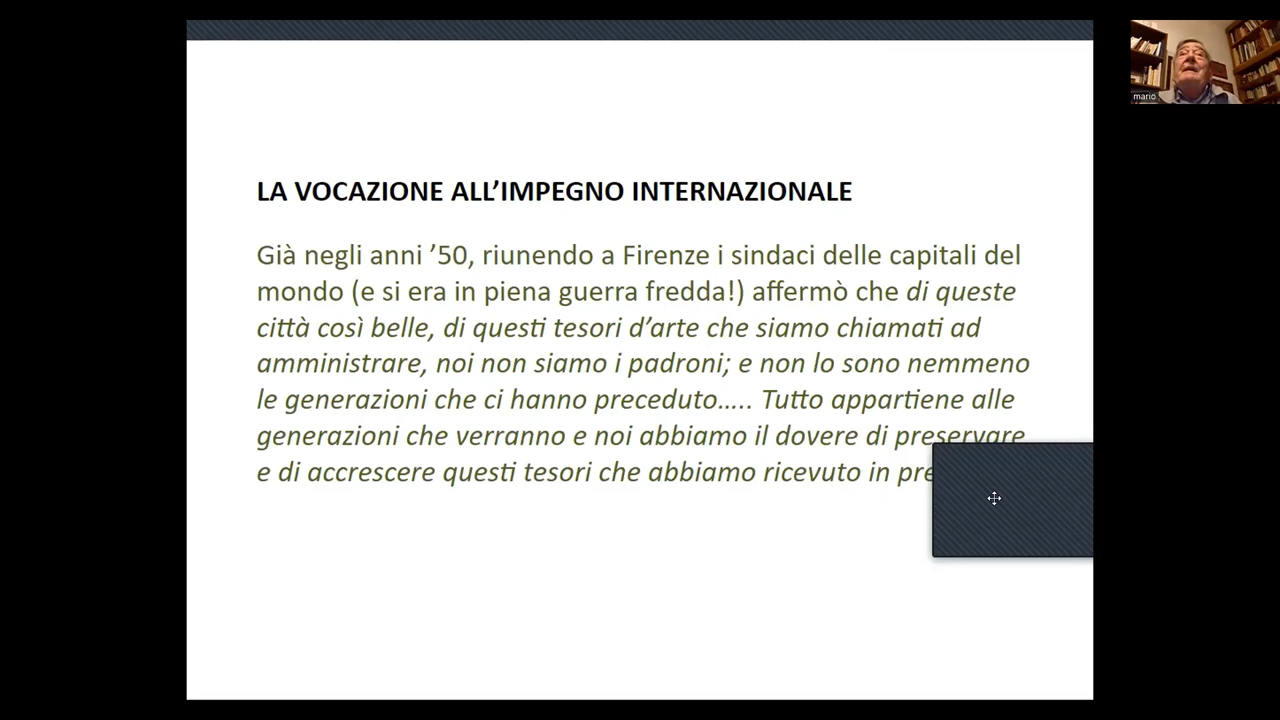 LA VOCAZIONE ALL’IMPEGNO INTERNAZIONALE
Già negli anni ’50, riunendo a Firenze i sindaci delle capitali del
mondo (e si era in piena guerra fredda!) affermò che di queste
città così belle, di questi tesori d’arte che siamo chiamati ad
amministrare, noi non siamo i padroni; e non lo sono nemmeno
le generazioni che ci hanno preceduto….. Tutto appartiene alle
generazioni che verranno e noi abbiamo il dovere di preservare
e di accrescere questi tesori che abbiamo ricevuto in
mario